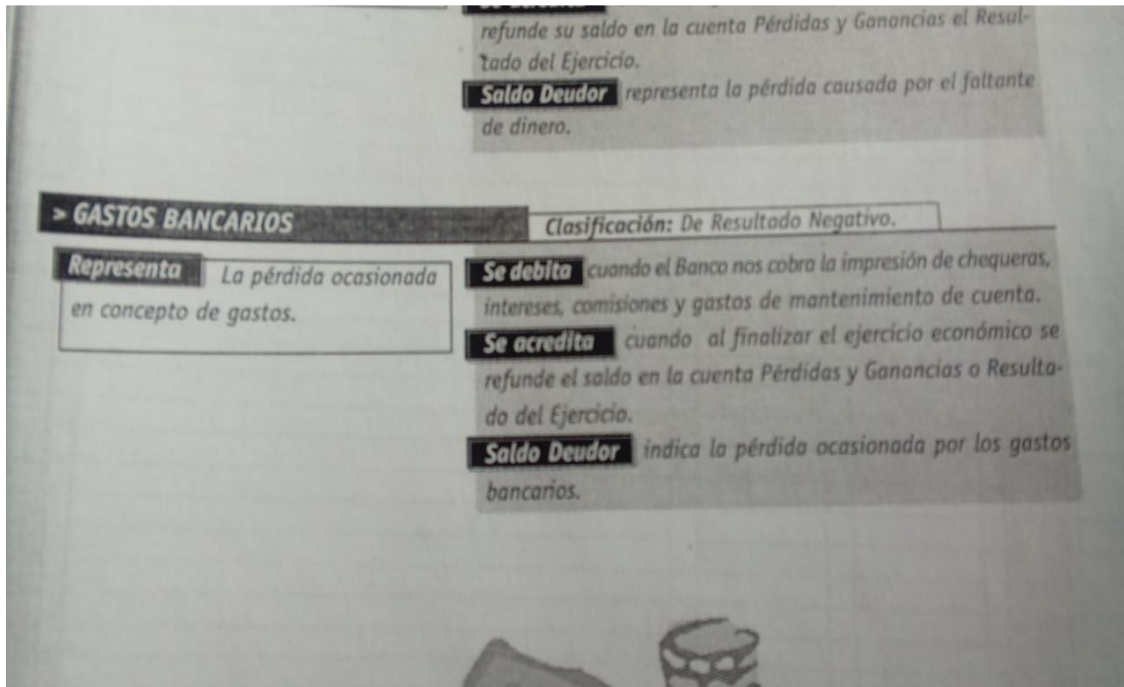 refunde su saldo en la cuenta Pérdidas y Ganancias el Resul-
tado del Ejercicio.
Saldo Deudor representa la pérdida causada por el faltante
de dinero.
> GASTOS BANCARIOS
Clasificación: De Resultado Negativo.
Representa La pérdida ocasionada
en concepto de gastos.
Se debita cuando el Banco nos cobra la impresión de chequeras,
intereses, comisiones y gastos de mantenimiento de cuenta.
Se acredita cuando al finalizar el ejercicio económico se
refunde el saldo en la cuenta Pérdidas y Ganancias o Resulta-
do del Ejercicio.
Saldo Deudor indica la pérdida ocasionada por los gastos
bancarios.